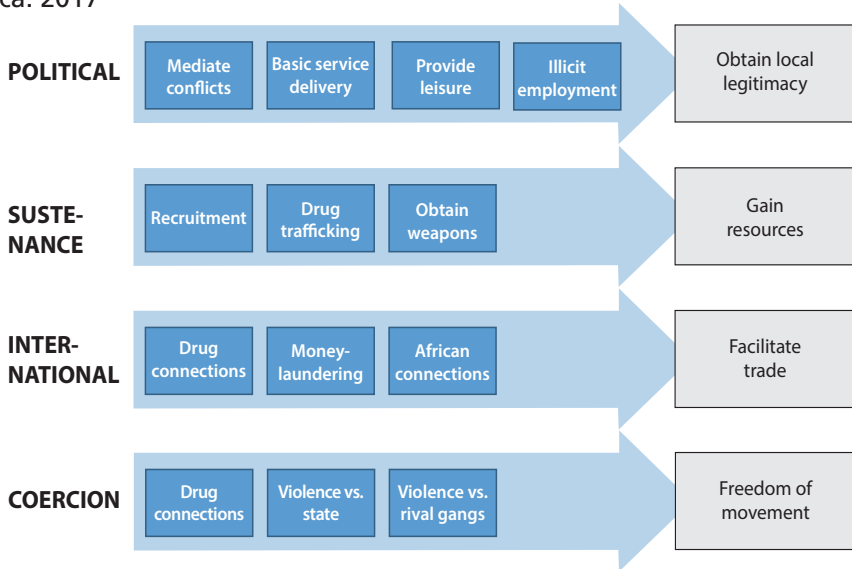 2017
POLITICAL
Mediate
conflicts
Basic service
delivery
Provide
leisure
Illicit
employment
Obtain local
legitimacy
SUSTE-
NANCE
Recruitment
Drug
trafficking
Obtain
weapons
Gain
resources
INTER-
NATIONAL
Drug
connections
Money-
laundering
African
connections
Facilitate
trade
COERCION
Drug
connections
Violence vs.
state
Violence vs.
rival gangs
Freedom of
movement